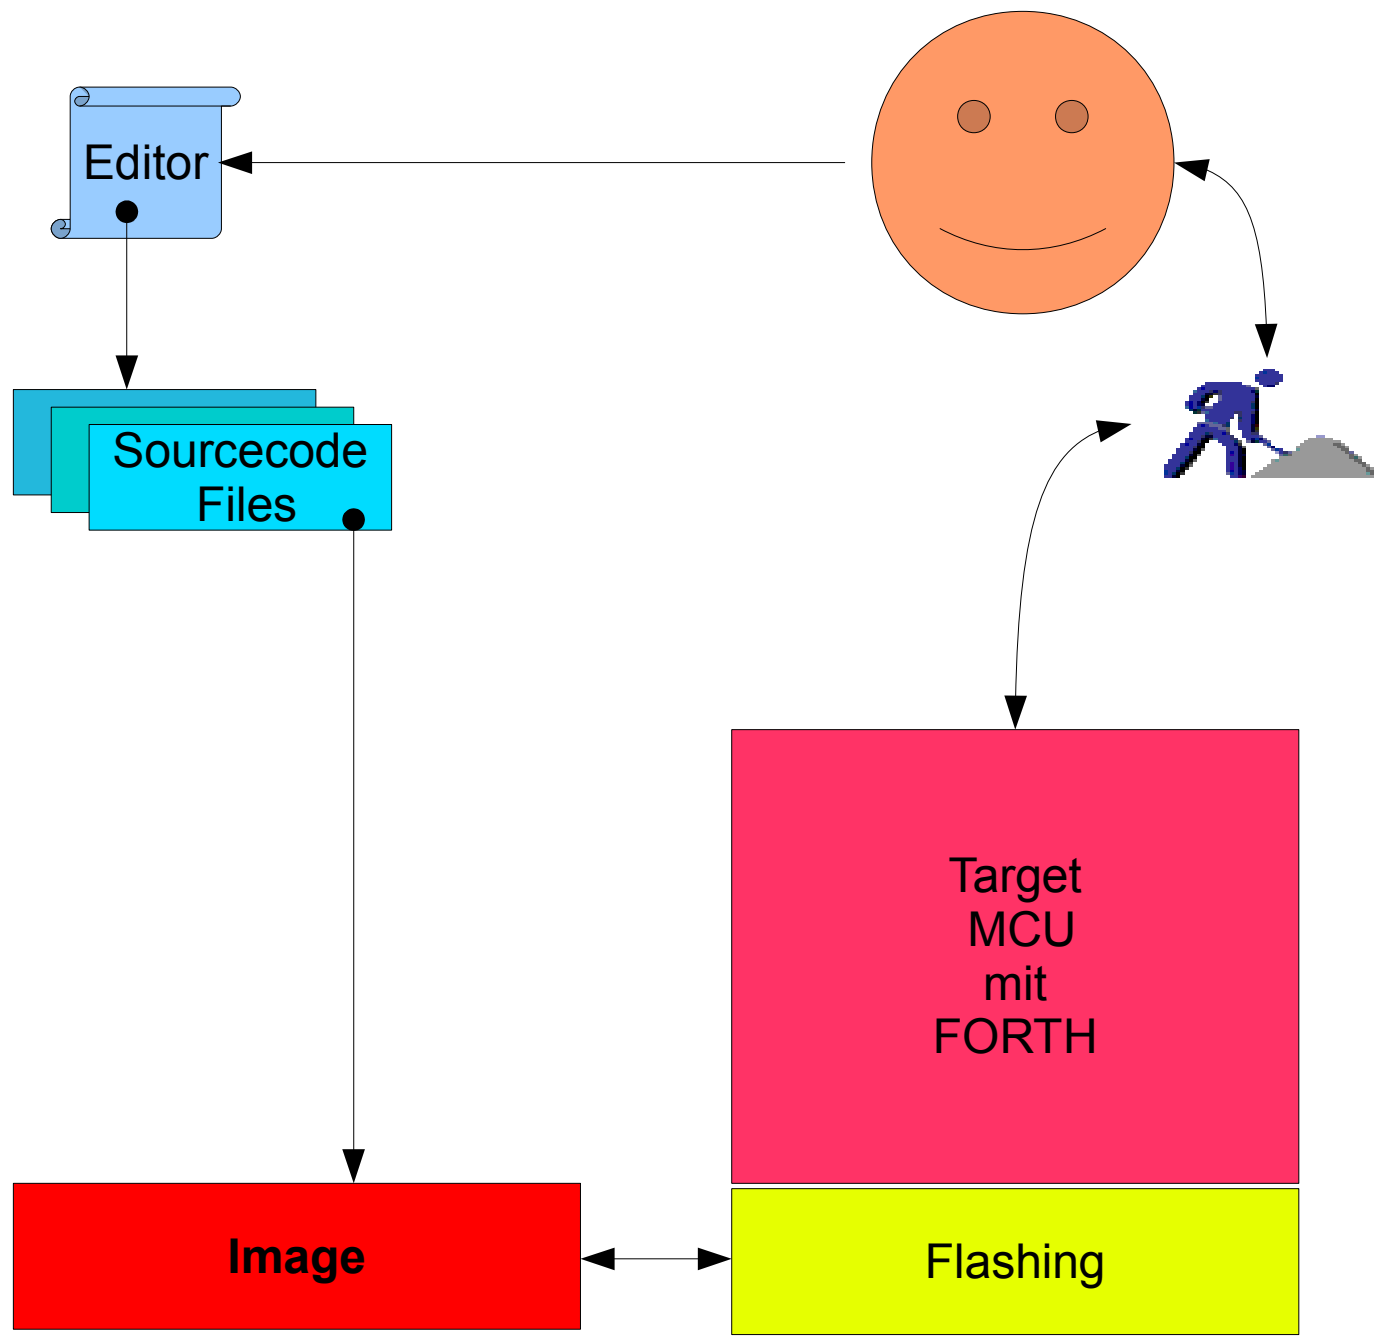 Editor
Sourcecode
Files
Target
MCU
mit
FORTH
Image
Flashing